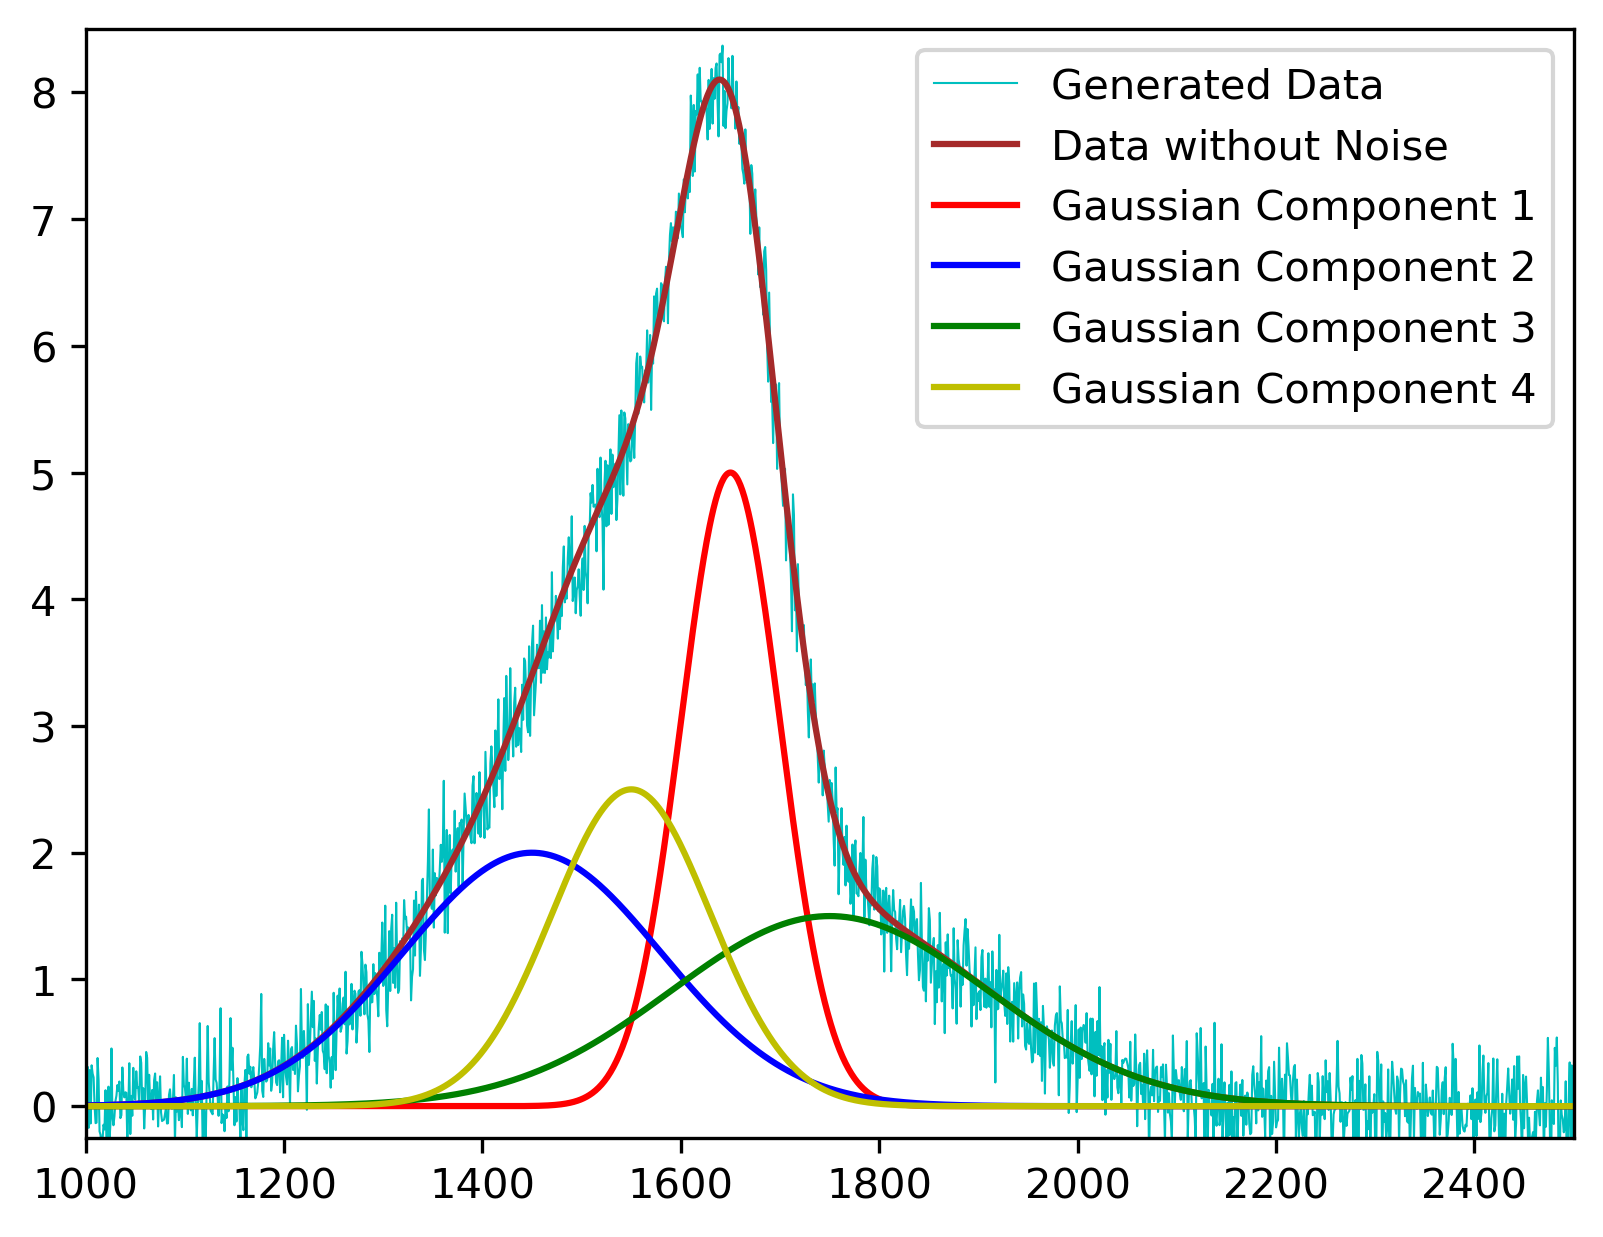 8
7
6
5
4
3
2
1
0
1000 1200 1400 1600 1800 2000 2200 2400
Generated Data
Data without Noise
Gaussian Component 1
Gaussian Component 2
Gaussian Component 3
Gaussian Component 4